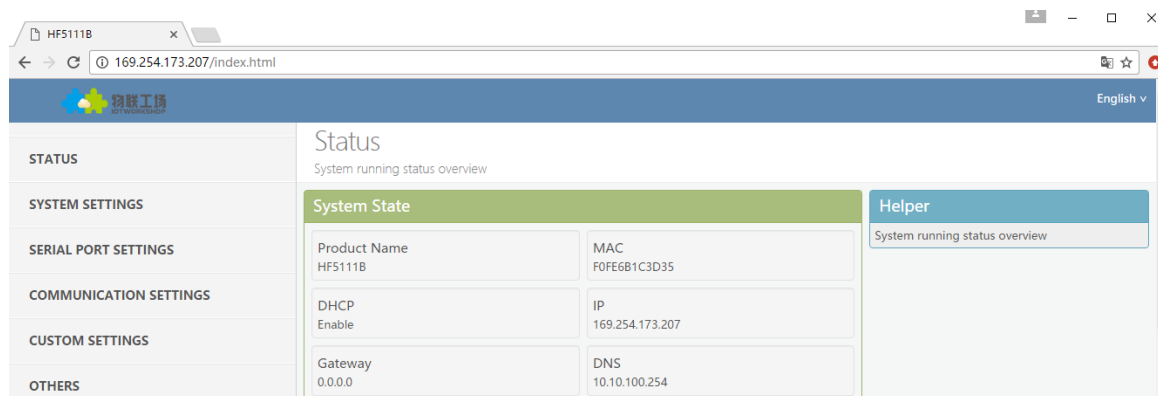 HF5111B
169.254.173.207/index.html
物联工场
IOTWORKSHOP
English
STATUS
SYSTEM SETTINGS
SERIAL PORT SETTINGS
COMMUNICATION SETTINGS
CUSTOM SETTINGS
OTHERS
Status
System running status overview
System State
Product Name
HF5111B
MAC
F0FE6B1C3D35
DHCP
Enable
IP
169.254.173.207
Gateway
0.0.0.0
DNS
10.10.100.254
Helper
System running status overview